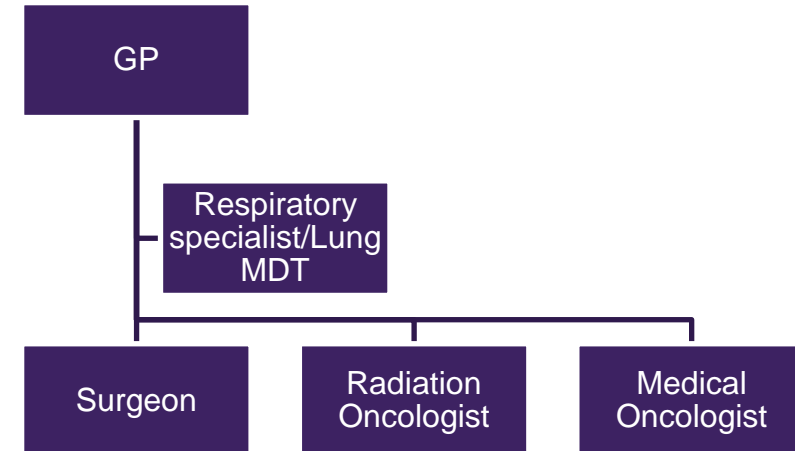 GP
Respiratory
specialist/Lung
MDT
Surgeon
Radiation
Oncologist
Medical
Oncologist